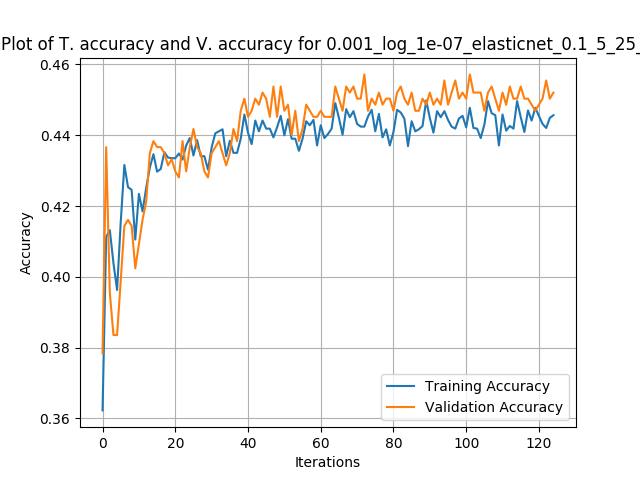 Plot of T. accuracy and V. accuracy for 0.001_log_1e-07_elasticnet_0.1_5_25_
0.46
0.44
0.42
0.40
0.38
0.36
Accuracy
0
20
40
60
80
100
120
Iterations
Training Accuracy
Validation Accuracy